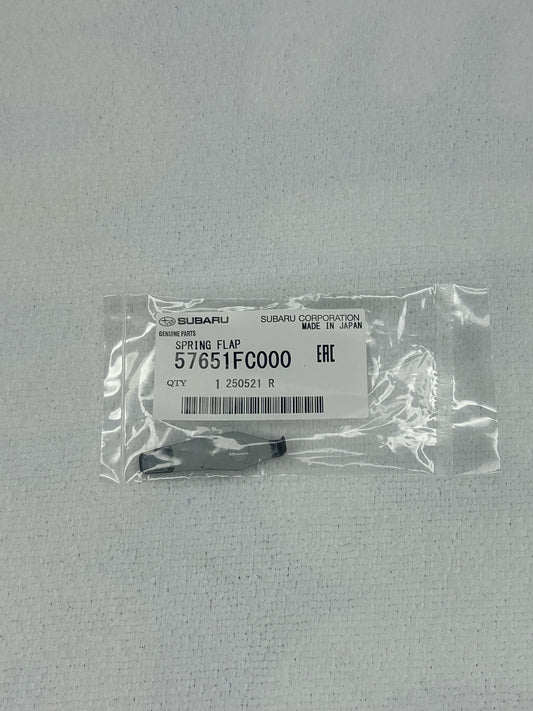 SUBARU SUBARU CORPORATION
GENUINE PARTS MADE IN JAPAN
SPRING FLAP
57651FC000 EAC
QTY 1 250521 R